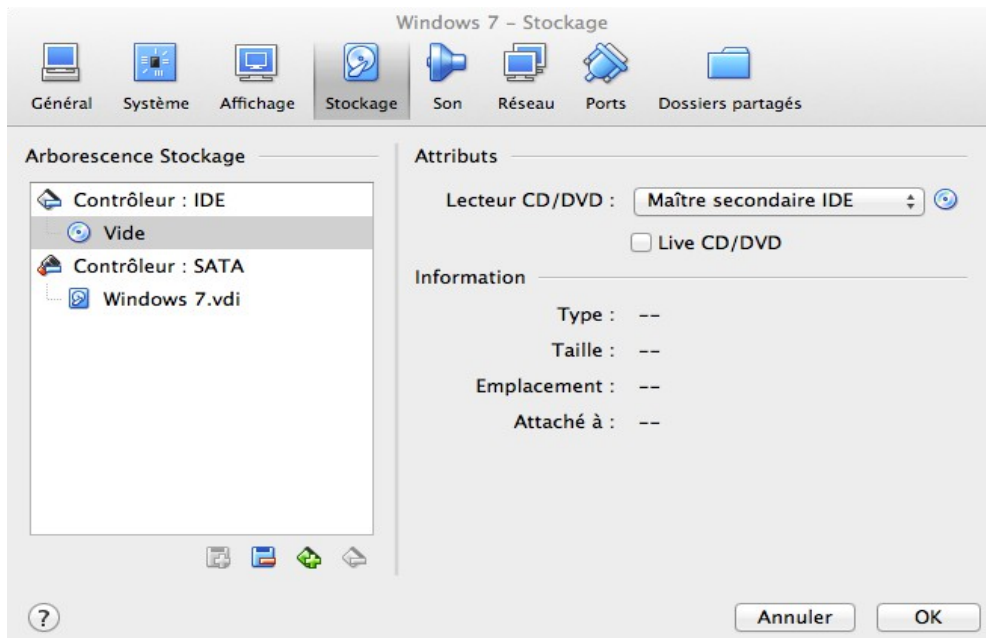 Windows 7 – Stockage
Général Système Affichage Stockage Son Réseau Ports Dossiers partagés
Arborescence Stockage
Contrôleur : IDE
Vide
Contrôleur : SATA
Windows 7.vdi
Attributs
Lecteur CD/DVD : Maître secondaire IDE
Live CD/DVD
Information
Type : --
Taille : --
Emplacement : --
Attaché à : --
?
Annuler OK